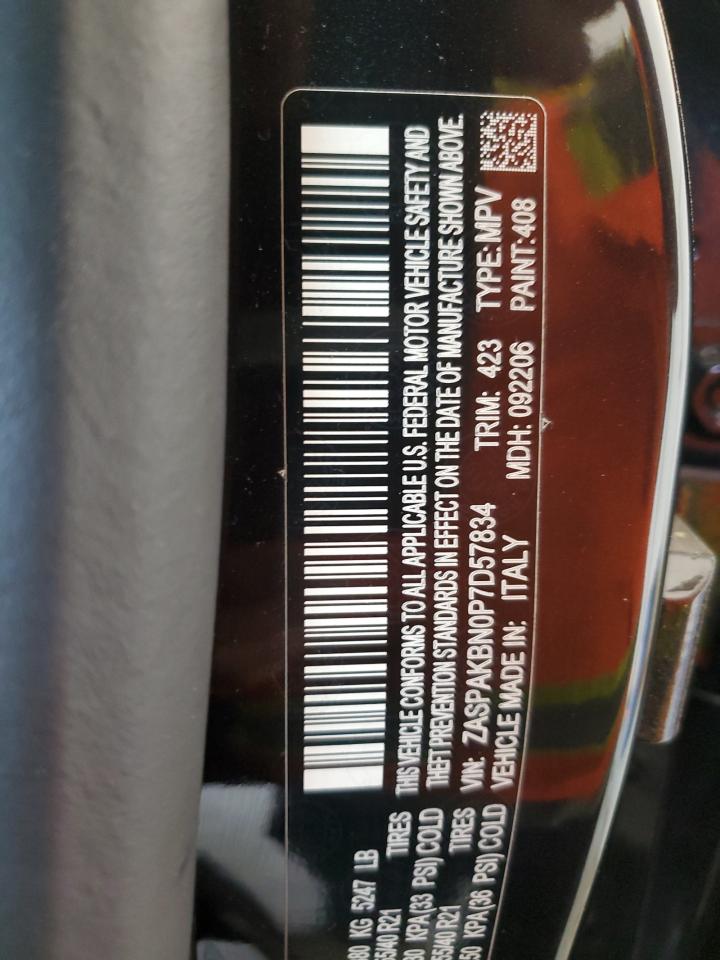 KG 5247 LB
R21 TIRES
KPA(33 PSI) COLD
R21 TIRES
KPA(36 PSI) COLD
THIS VEHICLE CONFORMS TO ALL APPLICABLE U.S. FEDERAL MOTOR VEHICLE SAFETY AND
THEFT PREVENTION STANDARDS IN EFFECT ON THE DATE OF MANUFACTURE SHOWN ABOVE.
VIN: ZASPAKBN0P7D57834 TRIM: 423 TYPE: MPV
VEHICLE MADE IN: ITALY MDH: 092206 PAINT: 408